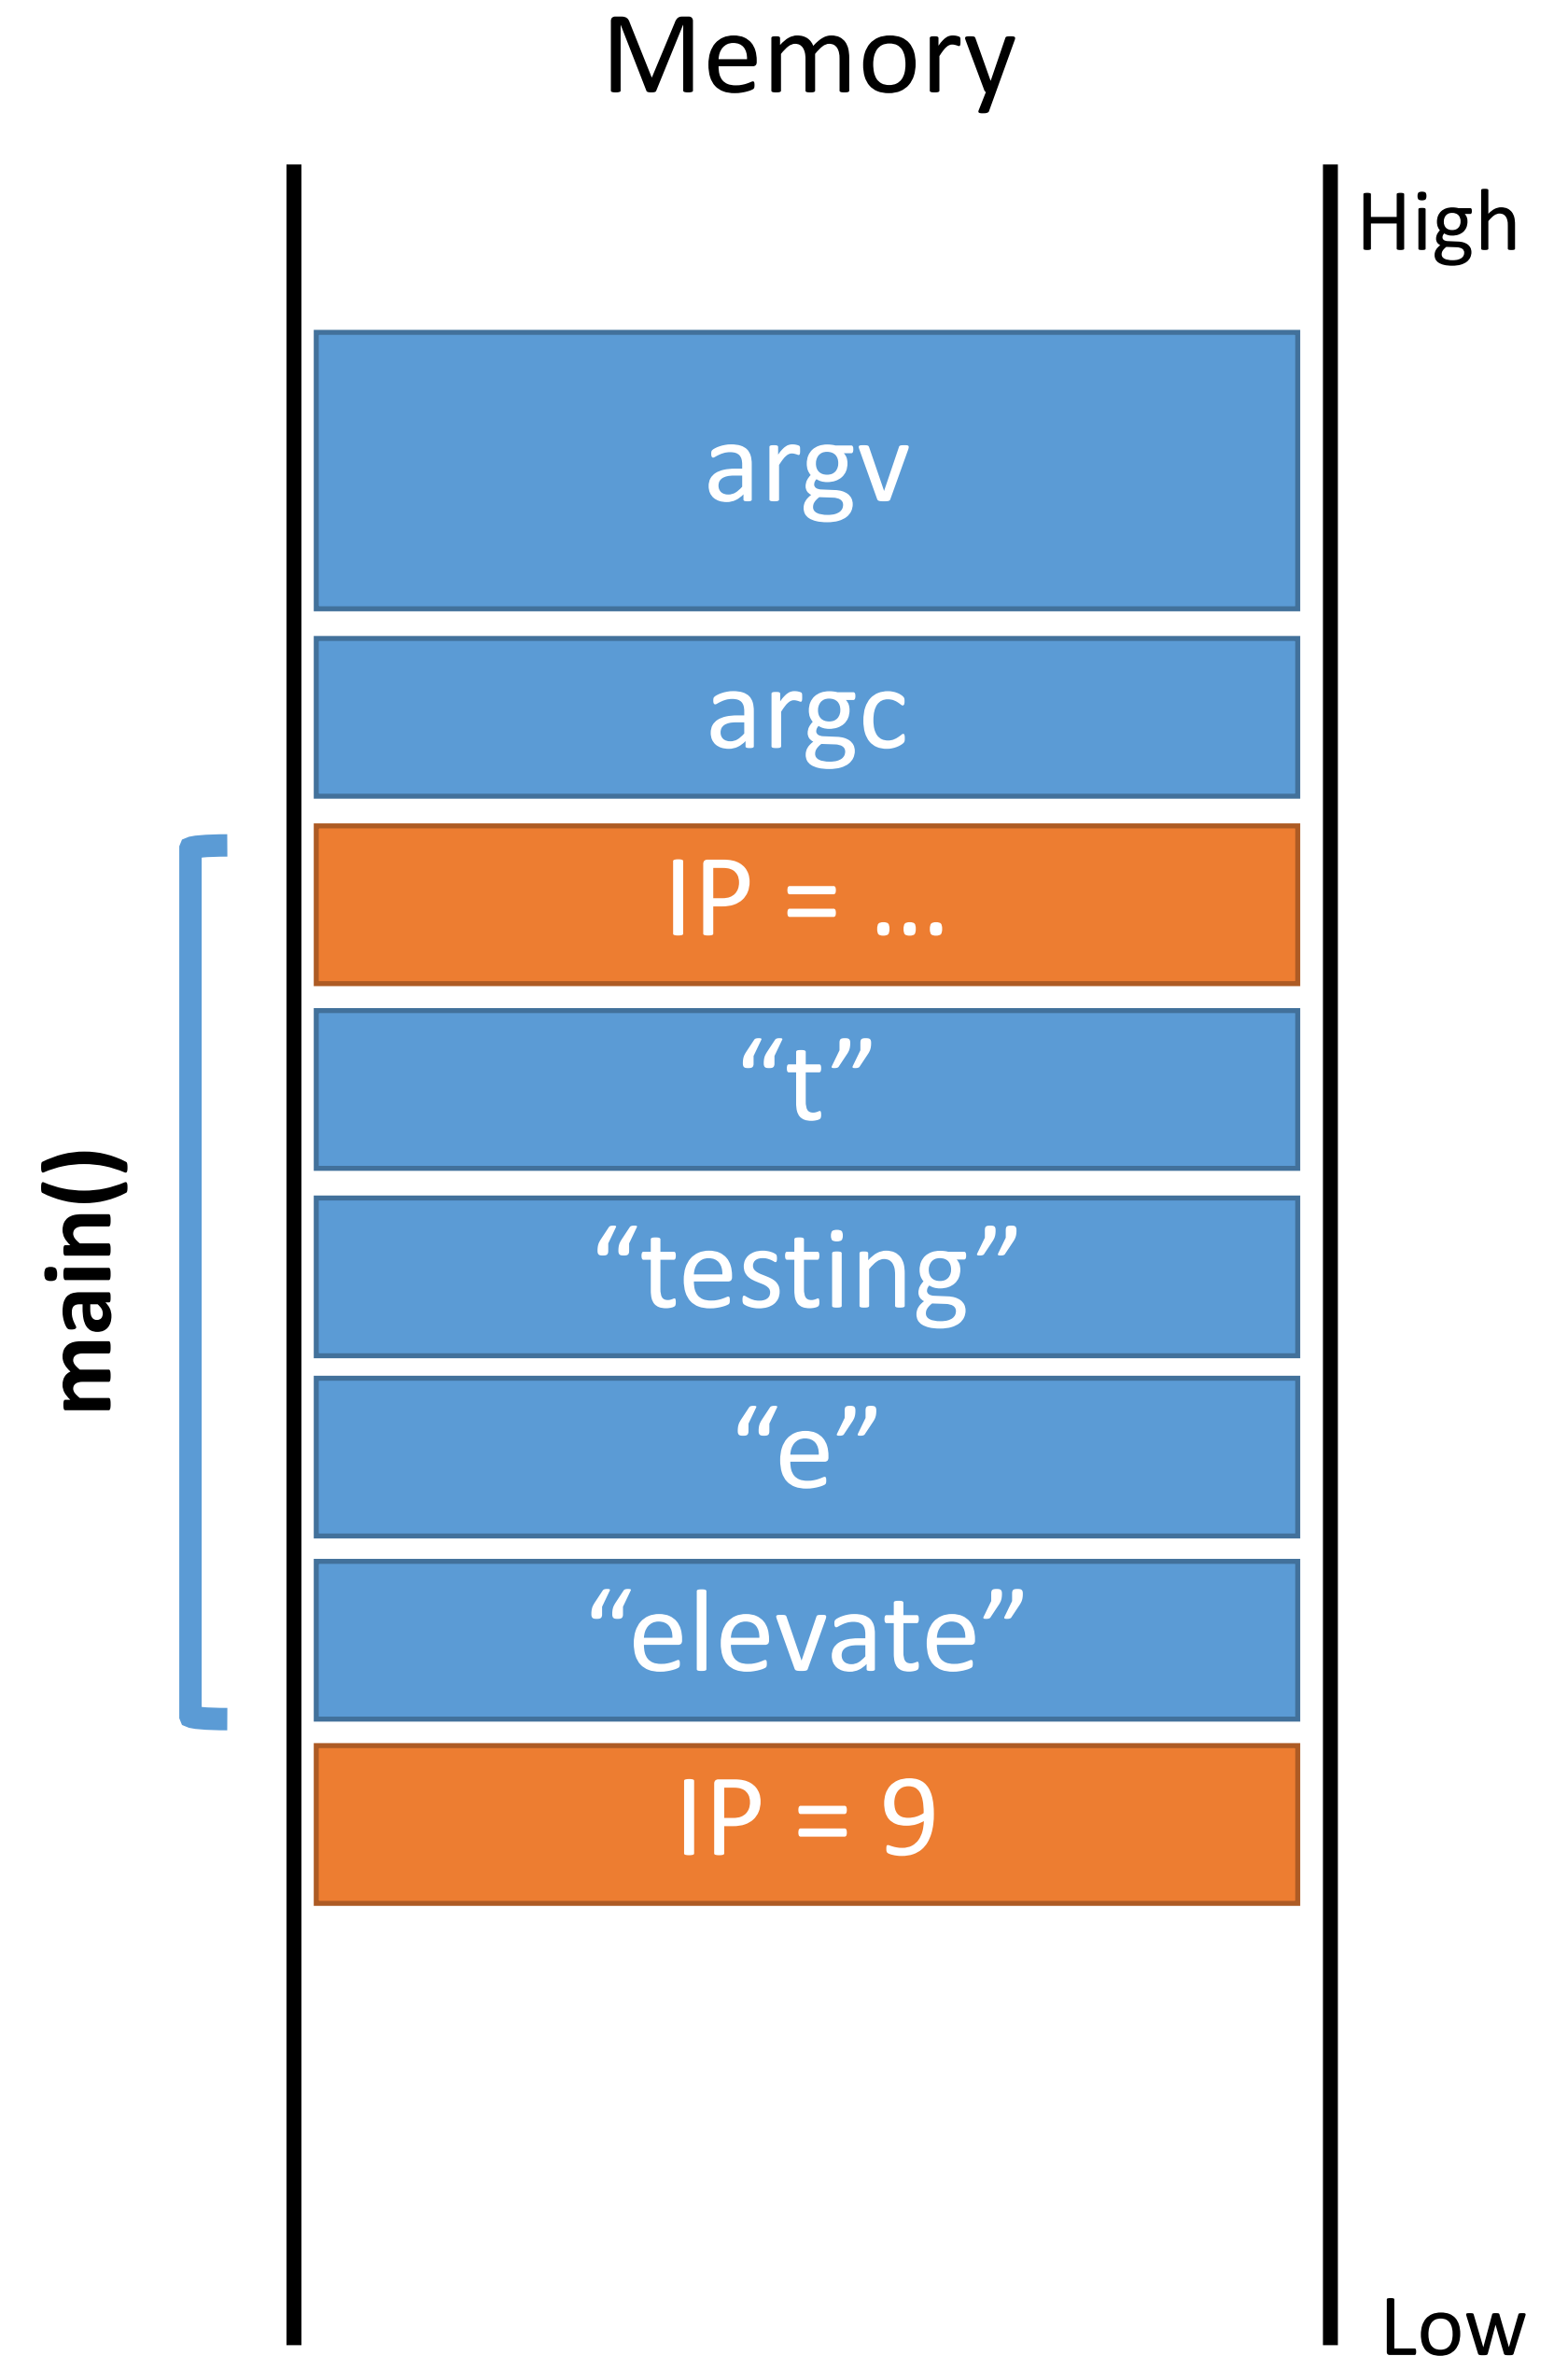 Memory
High
argv
argc
IP = …
“t”
“testing”
main()
“e”
“elevate”
IP = 9
Low